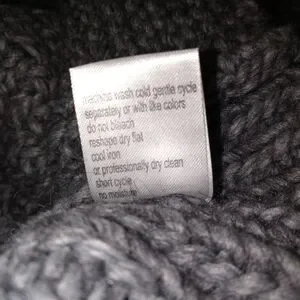 machine wash cold gentle cycle
separately or with like colors
do not bleach
reshape dry flat
cool iron
or professionally dry clean
short cycle
no moisture